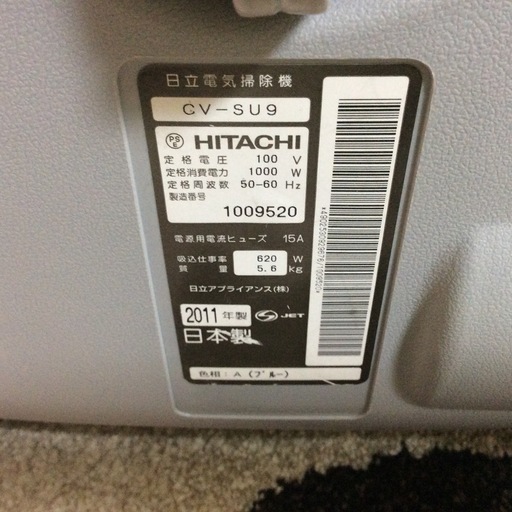 日立電気掃除機
CV-SU9
PS E HITACHI
定格電圧 100 V
定格消費電力 1000 W
定格周波数 50-60 Hz
製造番号
1009520
電源用電流ヒューズ 15A
吸込仕事率 620 W
質量 5.6 kg
日立アプライアンス(株)
2011 年製 JET
日本製
色相:A(ブルー)